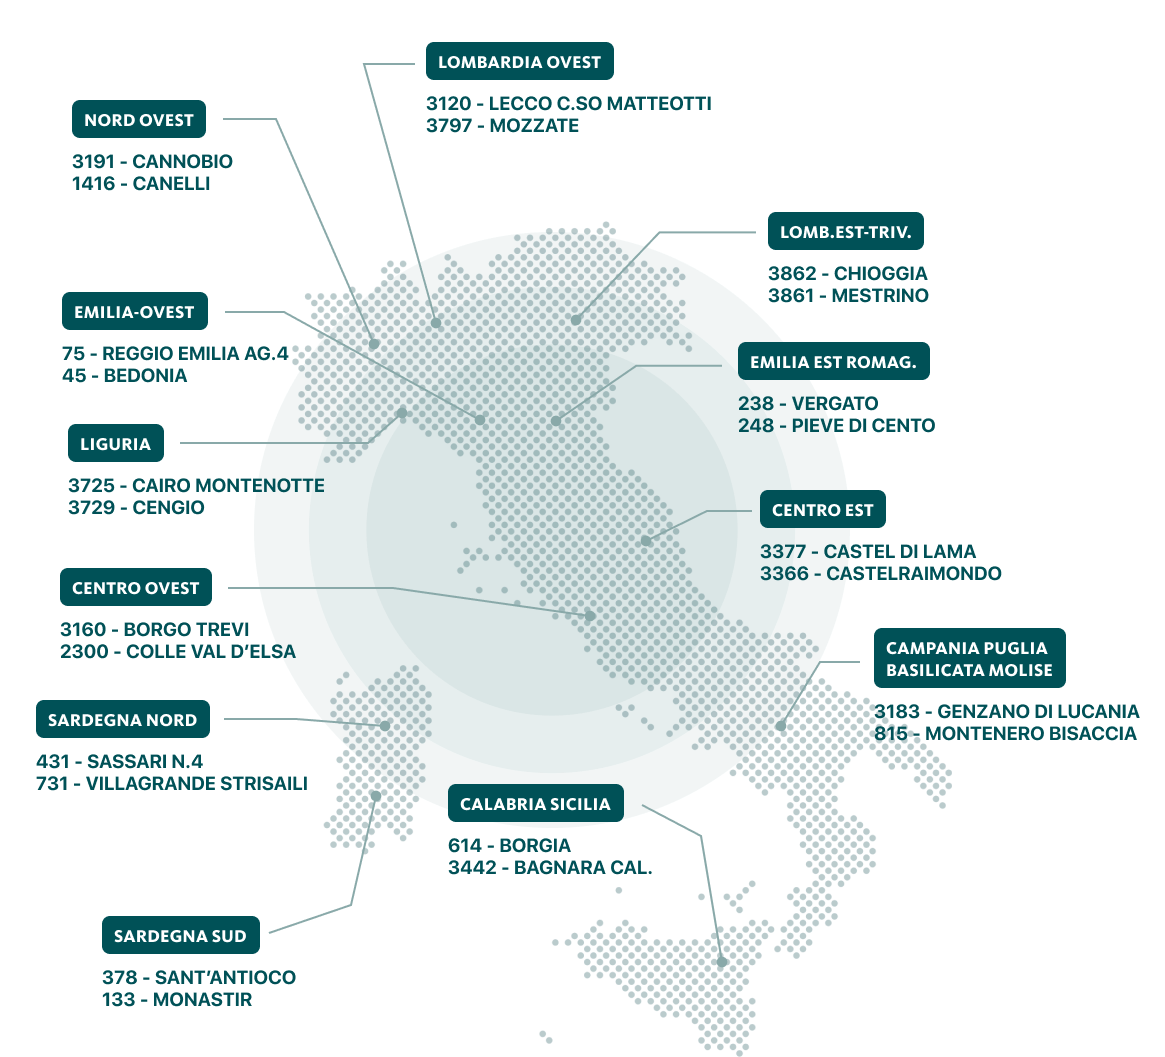 LOMBARDIA OVEST
3120 - LECCO C.SO MATTEOTTI
3797 - MOZZATE
NORD OVEST
3191 - CANNOBIO
1416 - CANELLI
LOMB.EST-TRIV.
3862 - CHIOGGIA
3861 - MESTRINO
EMILIA-OVEST
75 - REGGIO EMILIA AG.4
45 - BEDONIA
EMILIA EST ROMAG.
238 - VERGATO
248 - PIEVE DI CENTO
LIGURIA
3725 - CAIRO MONTENOTTE
3729 - CENGIO
CENTRO EST
3377 - CASTEL DI LAMA
3366 - CASTELRAIMONDO
CENTRO OVEST
3160 - BORGO TREVI
2300 - COLLE VAL D’ELSA
CAMPANIA PUGLIA
BASILICATA MOLISE
3183 - GENZANO DI LUCANIA
815 - MONTENERO BISACCIA
SARDEGNA NORD
431 - SASSARI N.4
731 - VILLAGRANDE STRISAILI
CALABRIA SICILIA
614 - BORGIA
3442 - BAGNARA CAL.
SARDEGNA SUD
378 - SANT’ANTIOCO
133 - MONASTIR